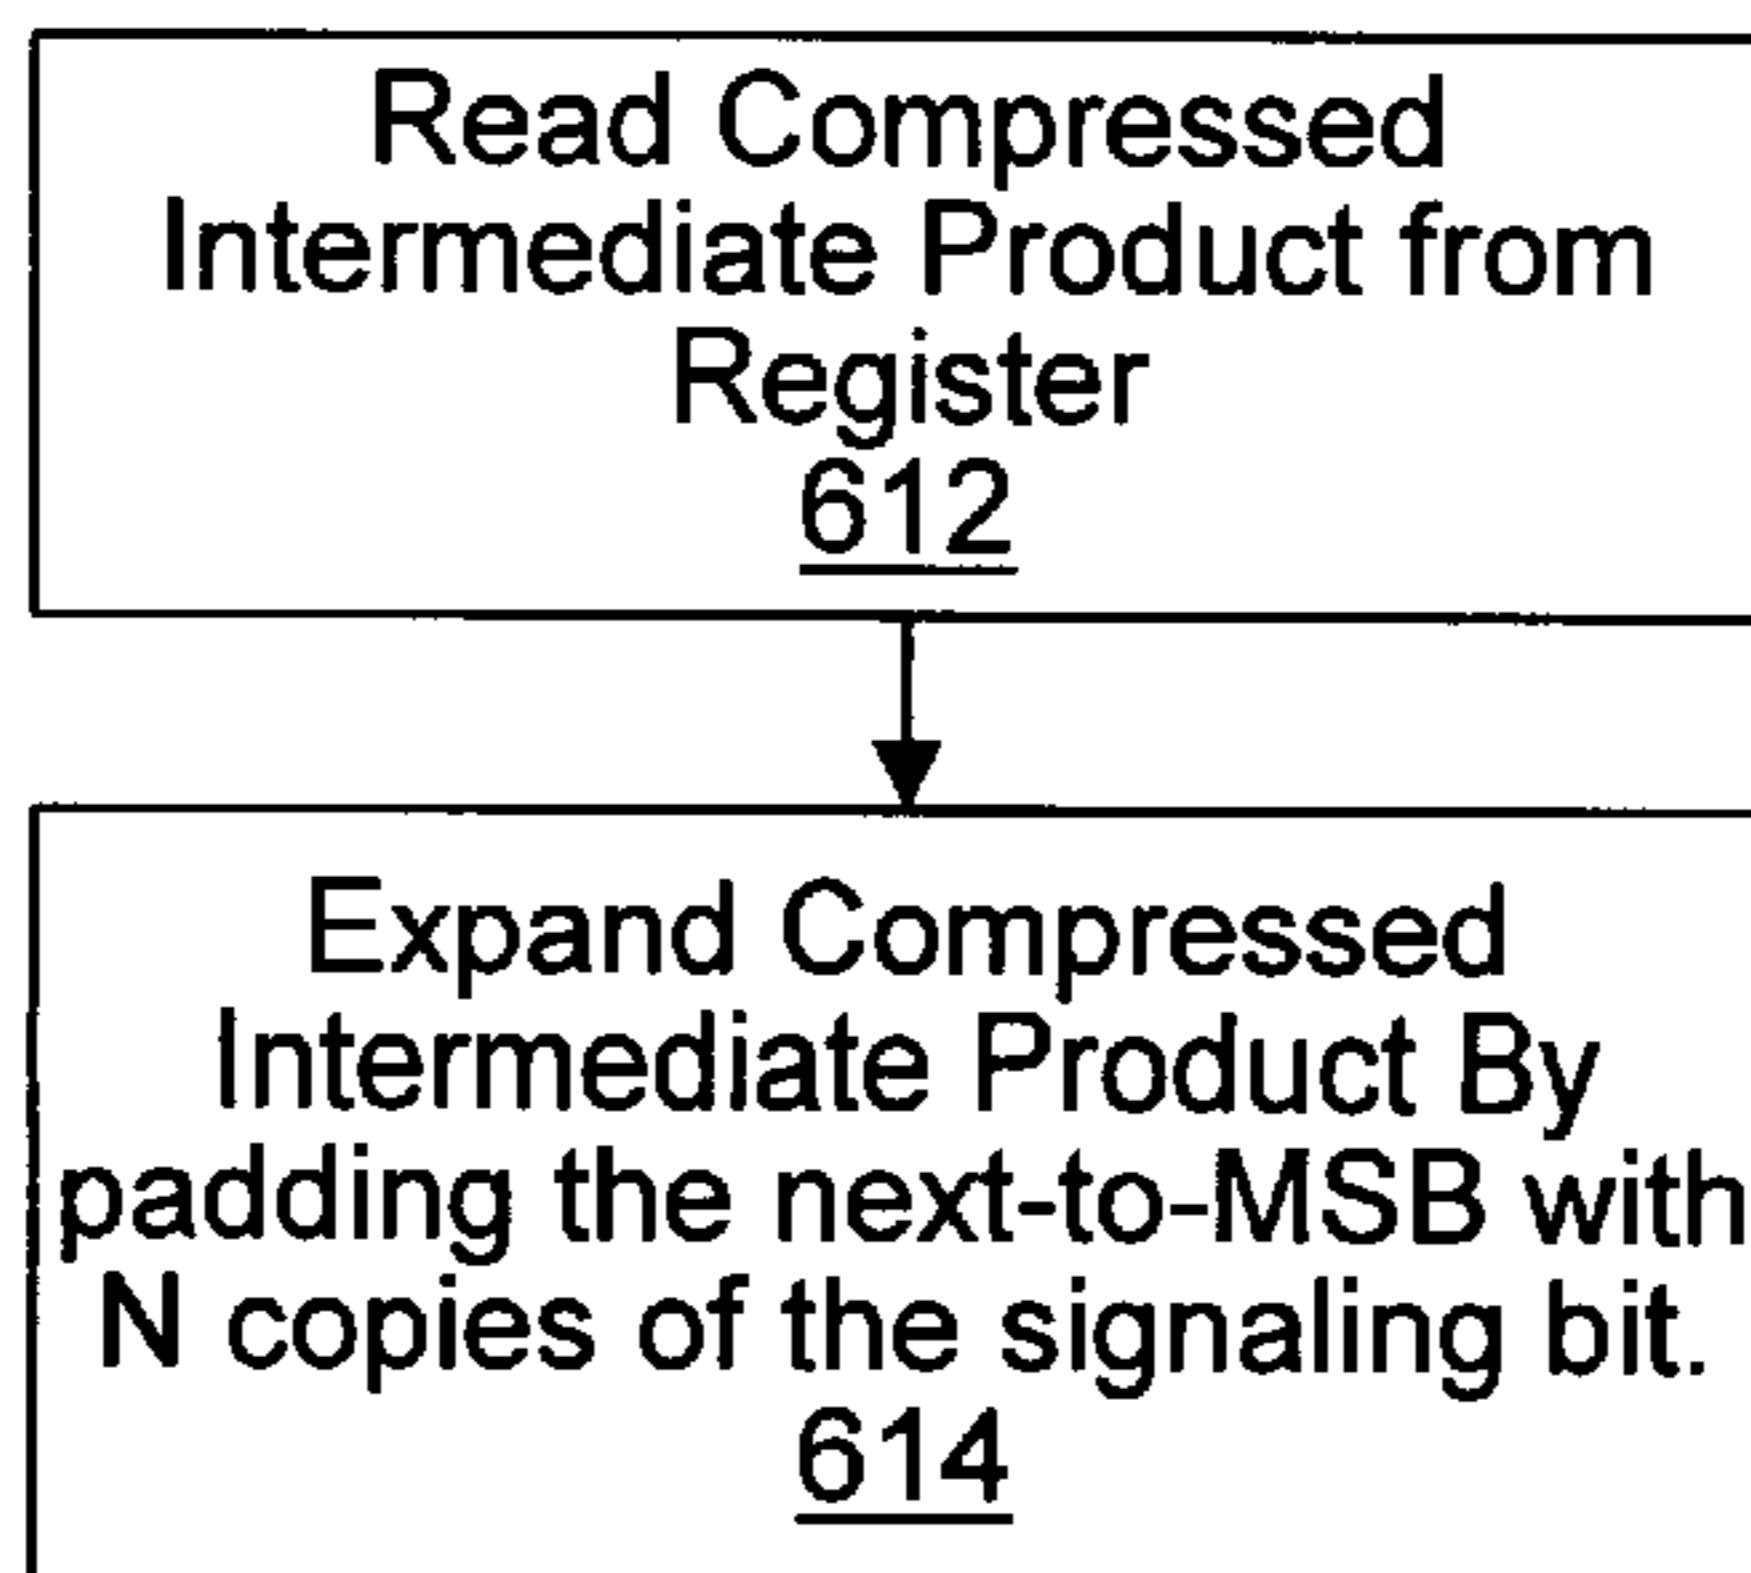 Read Compressed
Intermediate Product from
Register
612
Expand Compressed
Intermediate Product By
padding the next-to-MSB with
N copies of the signaling bit.
614